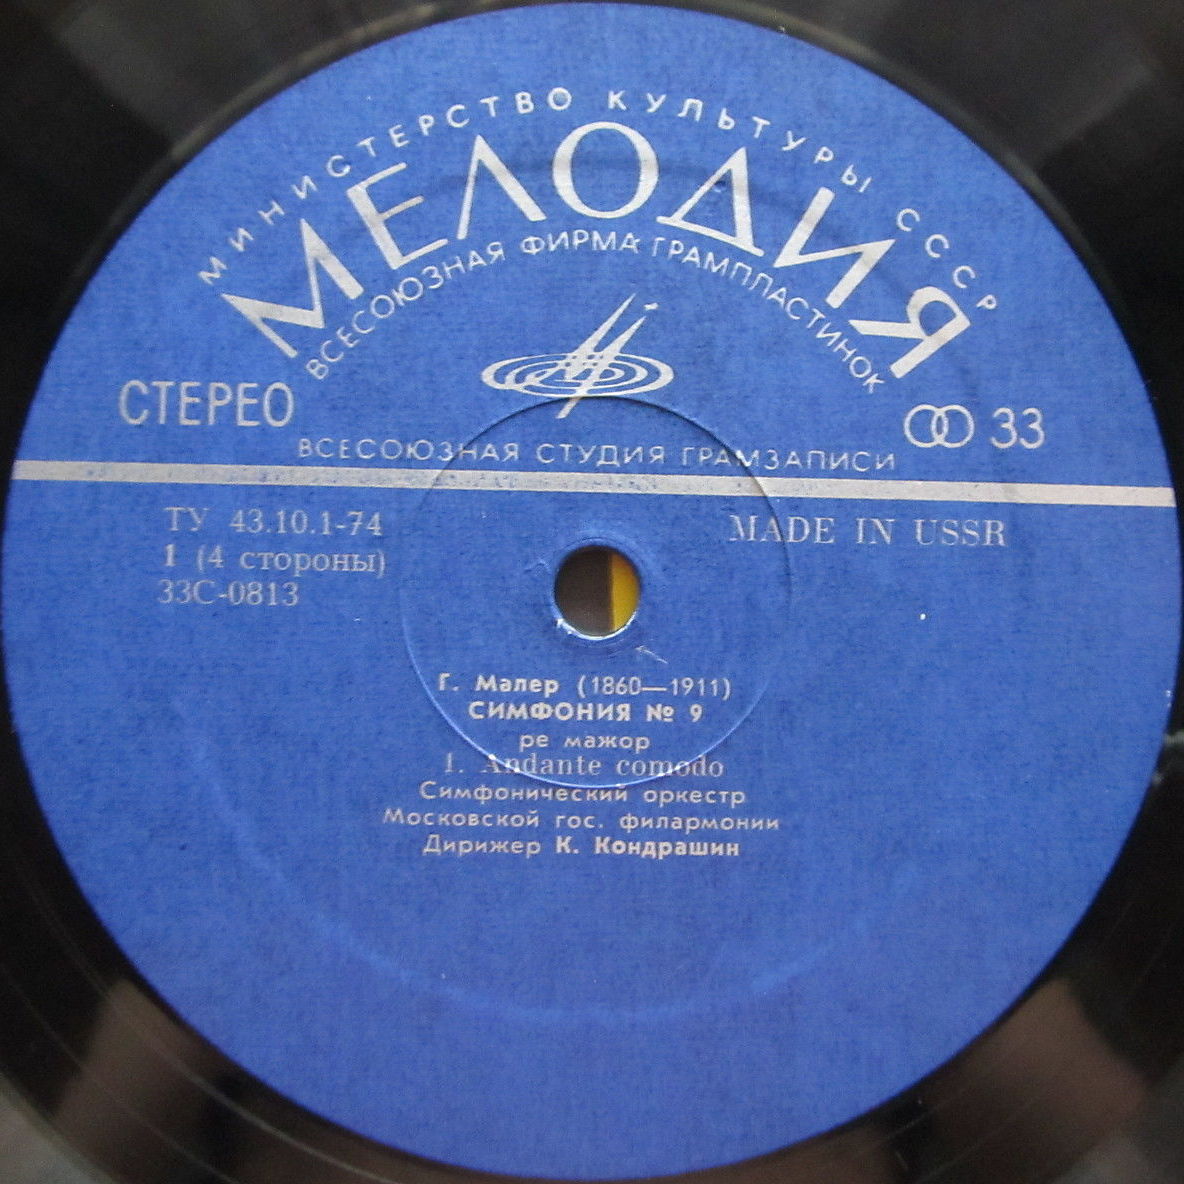 МИНИСТЕРСТВО КУЛЬТУРЫ СССР
МЕЛОДИЯ
ВСЕСОЮЗНАЯ ФИРМА ГРАМПЛАСТИНОК
СТЕРЕО
33
ВСЕСОЮЗНАЯ СТУДИЯ ГРАМЗАПИСИ
ТУ 43.10.1-74
MADE IN USSR
1 (4 стороны)
33С-0813
Г. Малер (1860—1911)
СИМФОНИЯ № 9
ре мажор
1. Andante comodo
Симфонический оркестр
Московской гос. филармонии
Дирижер К. Кондрашин